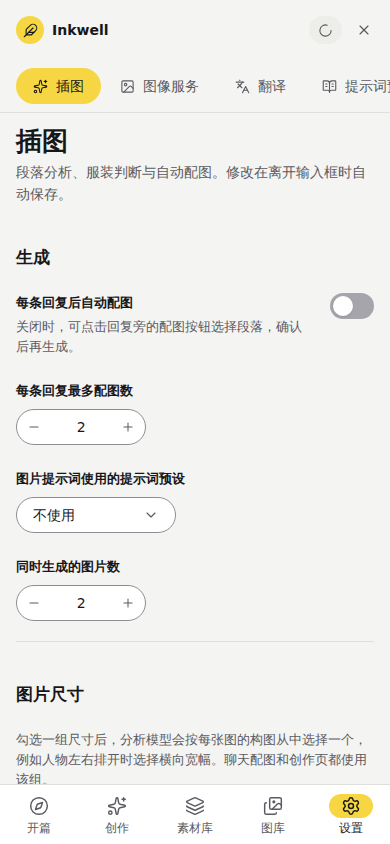 Inkwell
插图
图像服务
翻译
提示词预
插图
段落分析、服装判断与自动配图。修改在离开输入框时自
动保存。
生成
每条回复后自动配图
关闭时，可点击回复旁的配图按钮选择段落，确认
后再生成。
每条回复最多配图数
2
图片提示词使用的提示词预设
不使用
同时生成的图片数
2
图片尺寸
勾选一组尺寸后，分析模型会按每张图的构图从中选择一个，
例如人物左右排开时选择横向宽幅。聊天配图和创作页都使用
该组。
开篇
创作
素材库
图库
设置